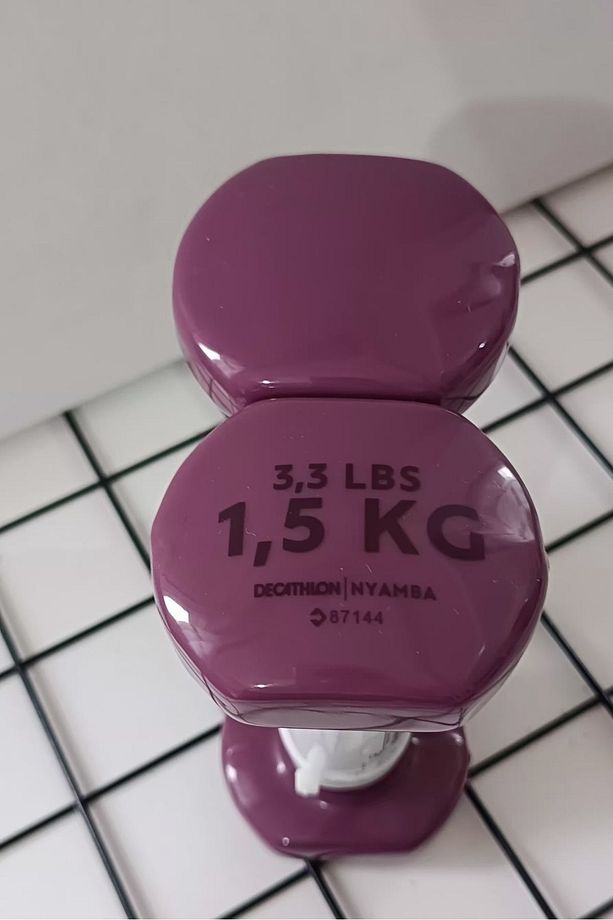 3,3 LBS
1,5 KG
DECATHLON|NYAMBA
87144